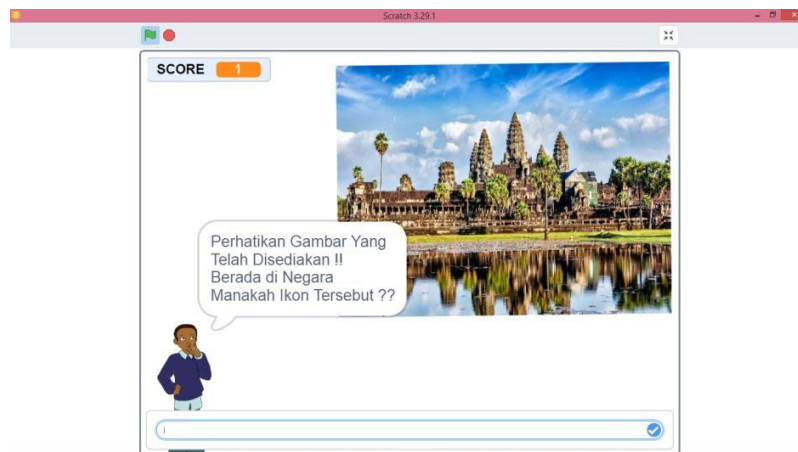 Scratch 3.29.1
SCORE 1
Perhatikan Gambar Yang
Telah Disediakan !!
Berada di Negara
Manakah Ikon Tersebut ??